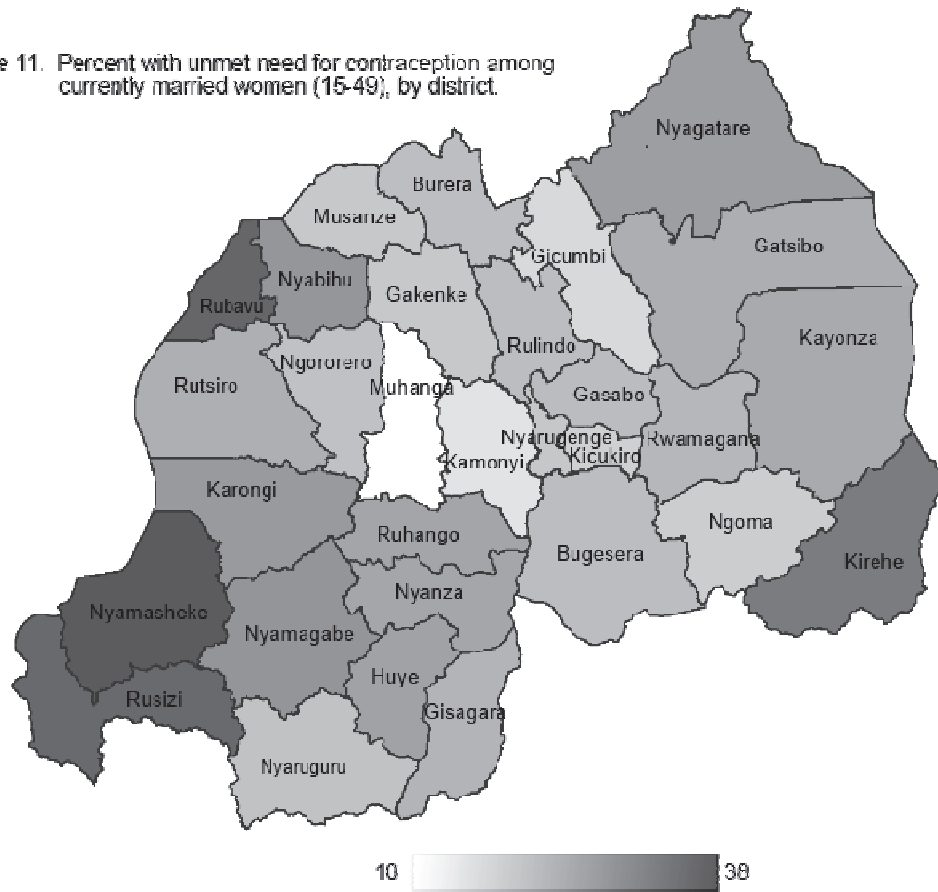 e 11. Percent with unmet need for contraception among
currently married women (15-49), by district.
Nyagatare
Burera
Musanze
Gicumbi
Gatsibo
Nyabihu
Gakenke
Rubavu
Kayonza
Rulindo
Ngororero
Rutsiro
Muhanga
Gasabo
Nyarugenge
Rwamagana
Kicukiro
Kamonyi
Karongi
Ngoma
Ruhango
Bugesera
Kirehe
Nyanza
Nyamasheke
Nyamagabe
Huye
Rusizi
Gisagara
Nyaruguru
10
38